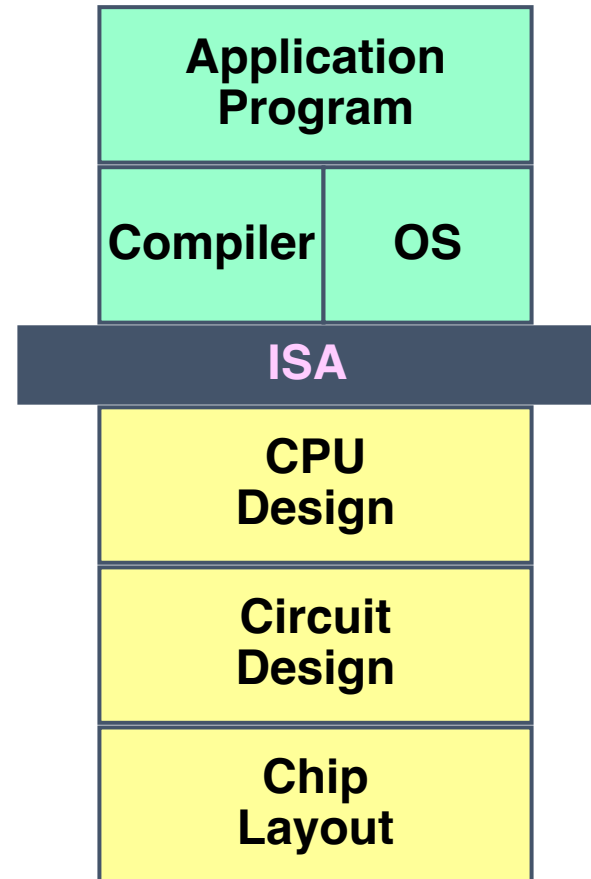 Application
Program
Compiler
OS
ISA
CPU
Design
Circuit
Design
Chip
Layout